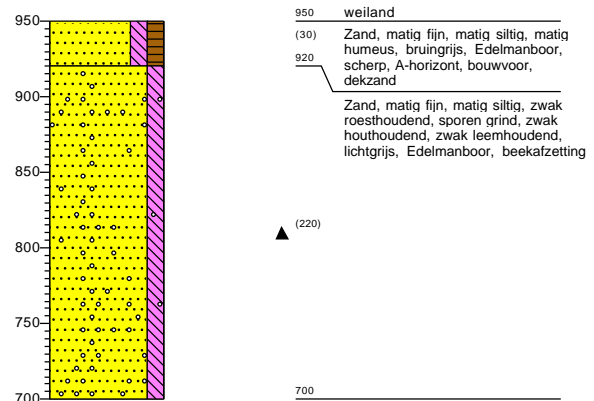 950 950 weiland
(30) Zand, matig fijn, matig siltig, matig
humeus, bruingrijs, Edelmanboor,
920 scherp, A-horizont, bouwvoor,
dekzand
900 Zand, matig fijn, matig siltig, zwak
roesthoudend, sporen grind, zwak
houthoudend, zwak leemhoudend,
lichtgrijs, Edelmanboor, beekafzetting
850
(220)
800
750
700 700